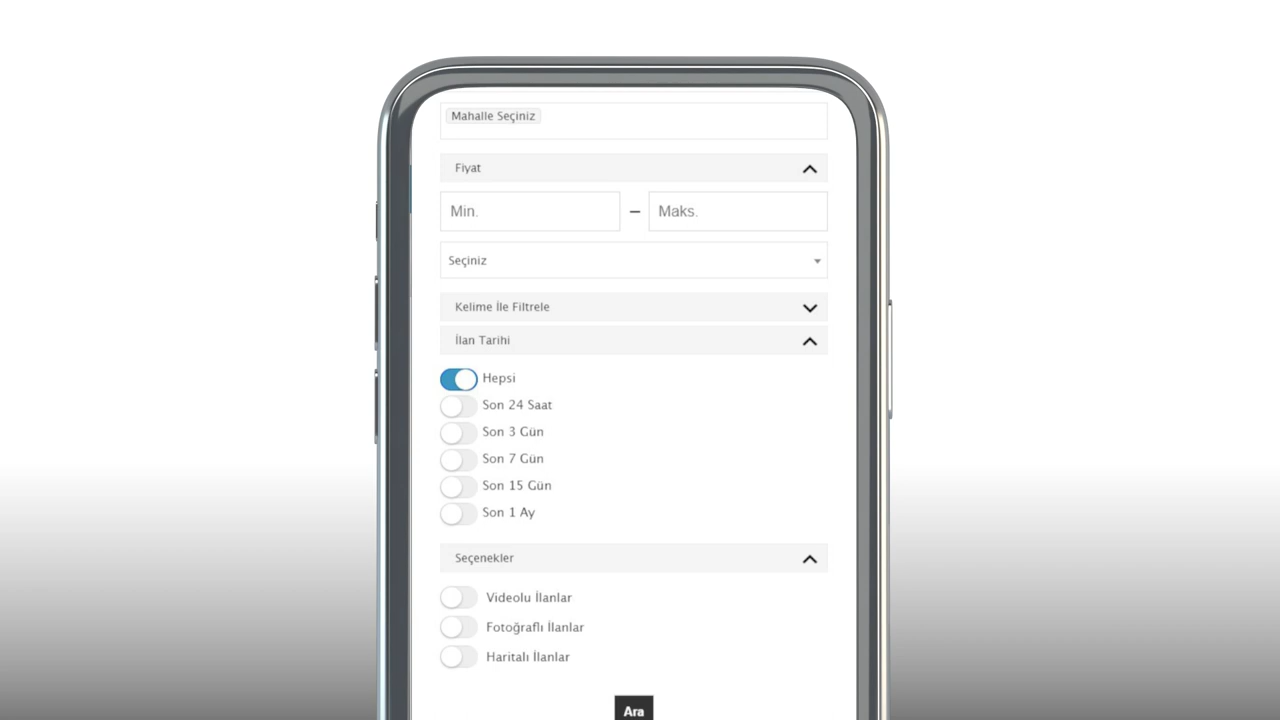 Mahalle Seçiniz
Fiyat
Min. – Maks.
Seçiniz
Kelime İle Filtrele
İlan Tarihi
Hepsi
Son 24 Saat
Son 3 Gün
Son 7 Gün
Son 15 Gün
Son 1 Ay
Seçenekler
Videolu İlanlar
Fotoğraflı İlanlar
Haritalı İlanlar
Ara